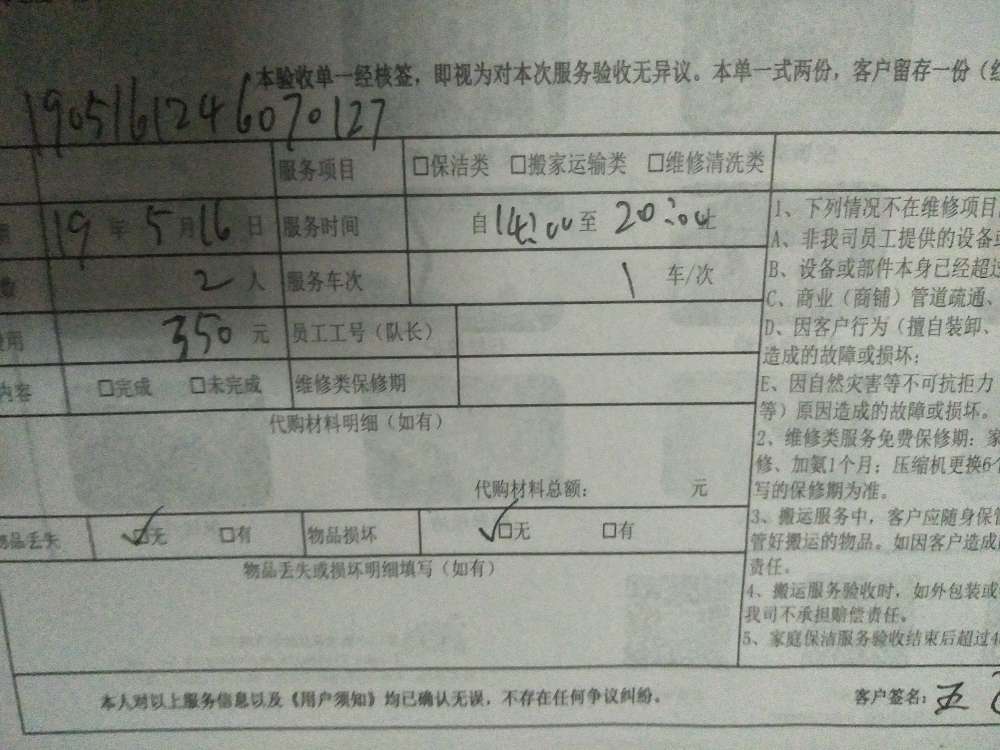 本验收单一经核签，即视为对本次服务验收无异议。本单一式两份，客户留存一份（
190516124607​0127
服务项目 □保洁类 □搬家运输类 □维修清洗类
19 年 5 月 16 日 服务时间 自 14:00 至 20:00 止
2 人 服务车次 1 车/次
费用 350 元 员工工号（队长）
内容 □完成 □未完成 维修类保修期
代购材料明细（如有）
代购材料总额： 元
物品丢失 ☑无 □有 物品损坏 ☑无 □有
物品丢失或损坏明细填写（如有）
1、下列情况不在维修项目
A、非我司员工提供的设备或
B、设备或部件本身已经超过
C、商业（商铺）管道疏通、
D、因客户行为（擅自装卸、
造成的故障或损坏；
E、因自然灾害等不可抗拒力
等）原因造成的故障或损坏。
2、维修类服务免费保修期：家
修、加氨1个月；压缩机更换6个
写的保修期为准。
3、搬运服务中，客户应随身保管
管好搬运的物品。如因客户造成
责任。
4、搬运服务验收时，如外包装或
我司不承担赔偿责任。
5、家庭保洁服务验收结束后超过4
本人对以上服务信息以及《用户须知》均已确认无误，不存在任何争议纠纷。 客户签名：